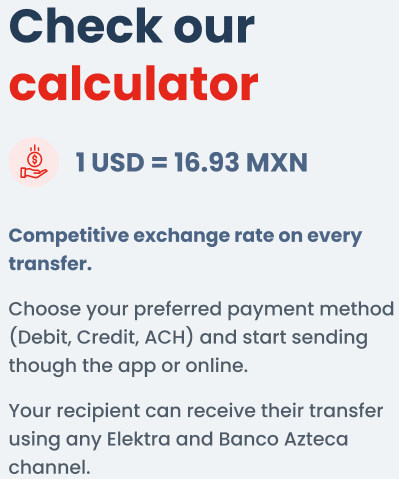 Check our
calculator
1 USD = 16.93 MXN
Competitive exchange rate on every
transfer.
Choose your preferred payment method
(Debit, Credit, ACH) and start sending
though the app or online.
Your recipient can receive their transfer
using any Elektra and Banco Azteca
channel.